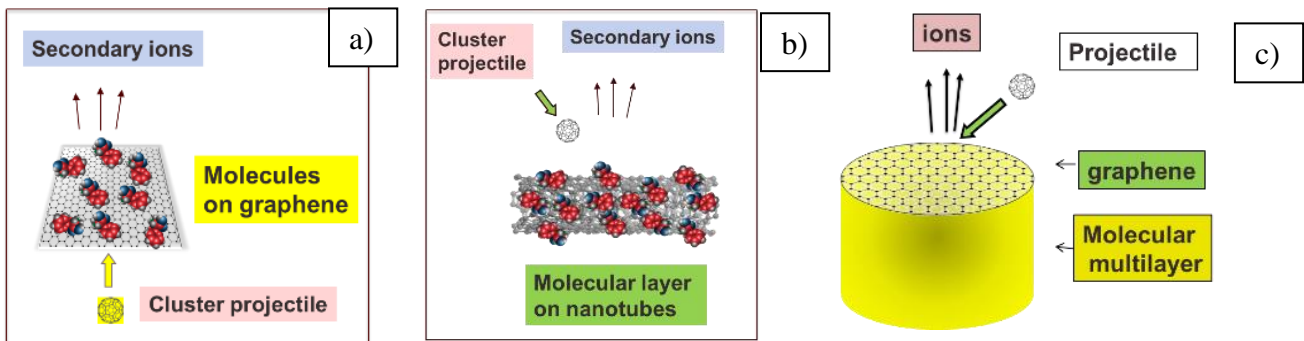 a)
Secondary ions
Molecules
on graphene
Cluster projectile
b)
Cluster
projectile
Secondary ions
Molecular layer
on nanotubes
c)
ions
Projectile
graphene
Molecular
multilayer